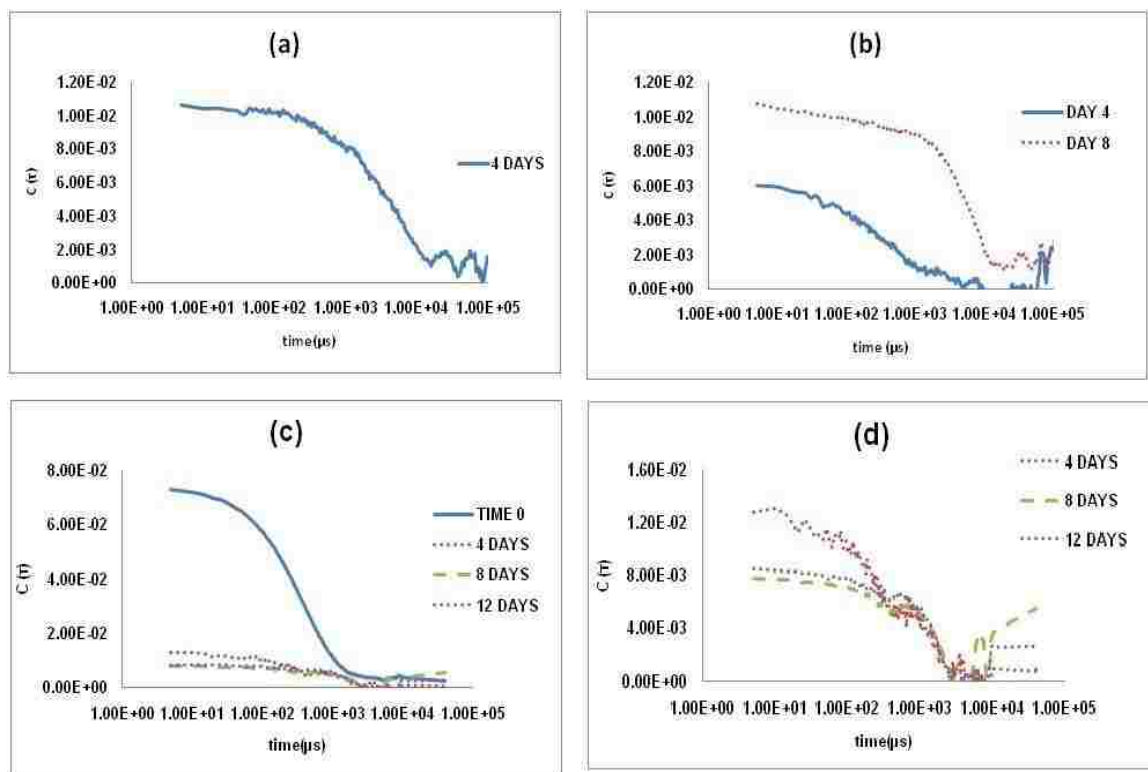 (a)
1.20E-02
1.00E-02
8.00E-03
6.00E-03
4.00E-03
2.00E-03
0.00E+00
C (τ)
1.00E+00 1.00E+01 1.00E+02 1.00E+03 1.00E+04 1.00E+05
time(µs)
4 DAYS
(b)
1.20E-02
1.00E-02
8.00E-03
6.00E-03
4.00E-03
2.00E-03
0.00E+00
C (τ)
1.00E+00 1.00E+01 1.00E+02 1.00E+03 1.00E+04 1.00E+05
time (µs)
DAY 4
DAY 8
(c)
8.00E-02
6.00E-02
4.00E-02
2.00E-02
0.00E+00
C (τ)
1.00E+00 1.00E+01 1.00E+02 1.00E+03 1.00E+04 1.00E+05
time(µs)
TIME 0
4 DAYS
8 DAYS
12 DAYS
(d)
1.60E-02
1.20E-02
8.00E-03
4.00E-03
0.00E+00
C (τ)
1.00E+00 1.00E+01 1.00E+02 1.00E+03 1.00E+04 1.00E+05
time(µs)
4 DAYS
8 DAYS
12 DAYS